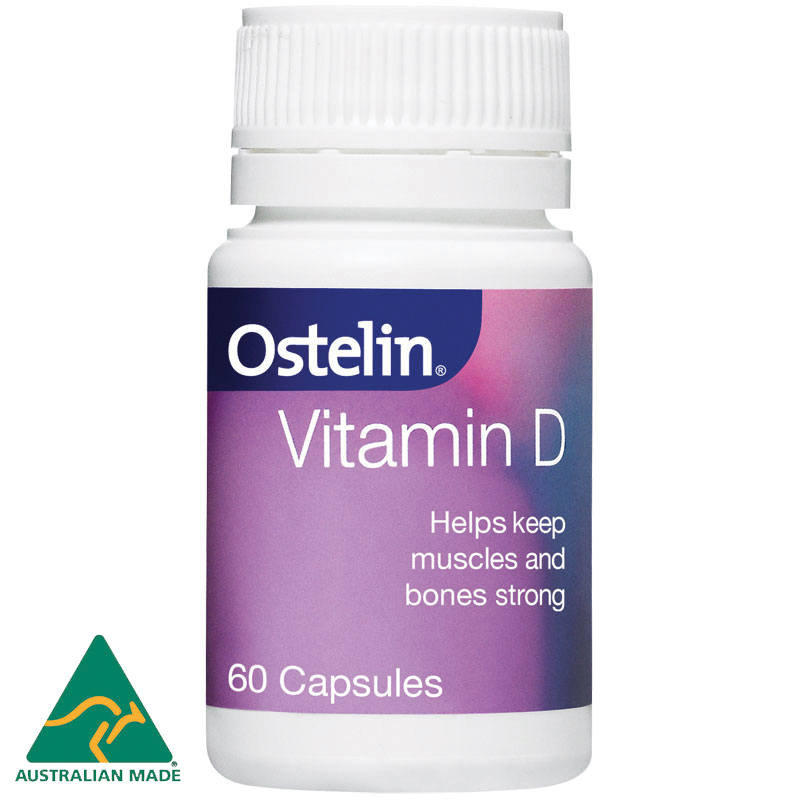 Ostelin®
Vitamin D
Helps keep
muscles and
bones strong
60 Capsules
AUSTRALIAN MADE®